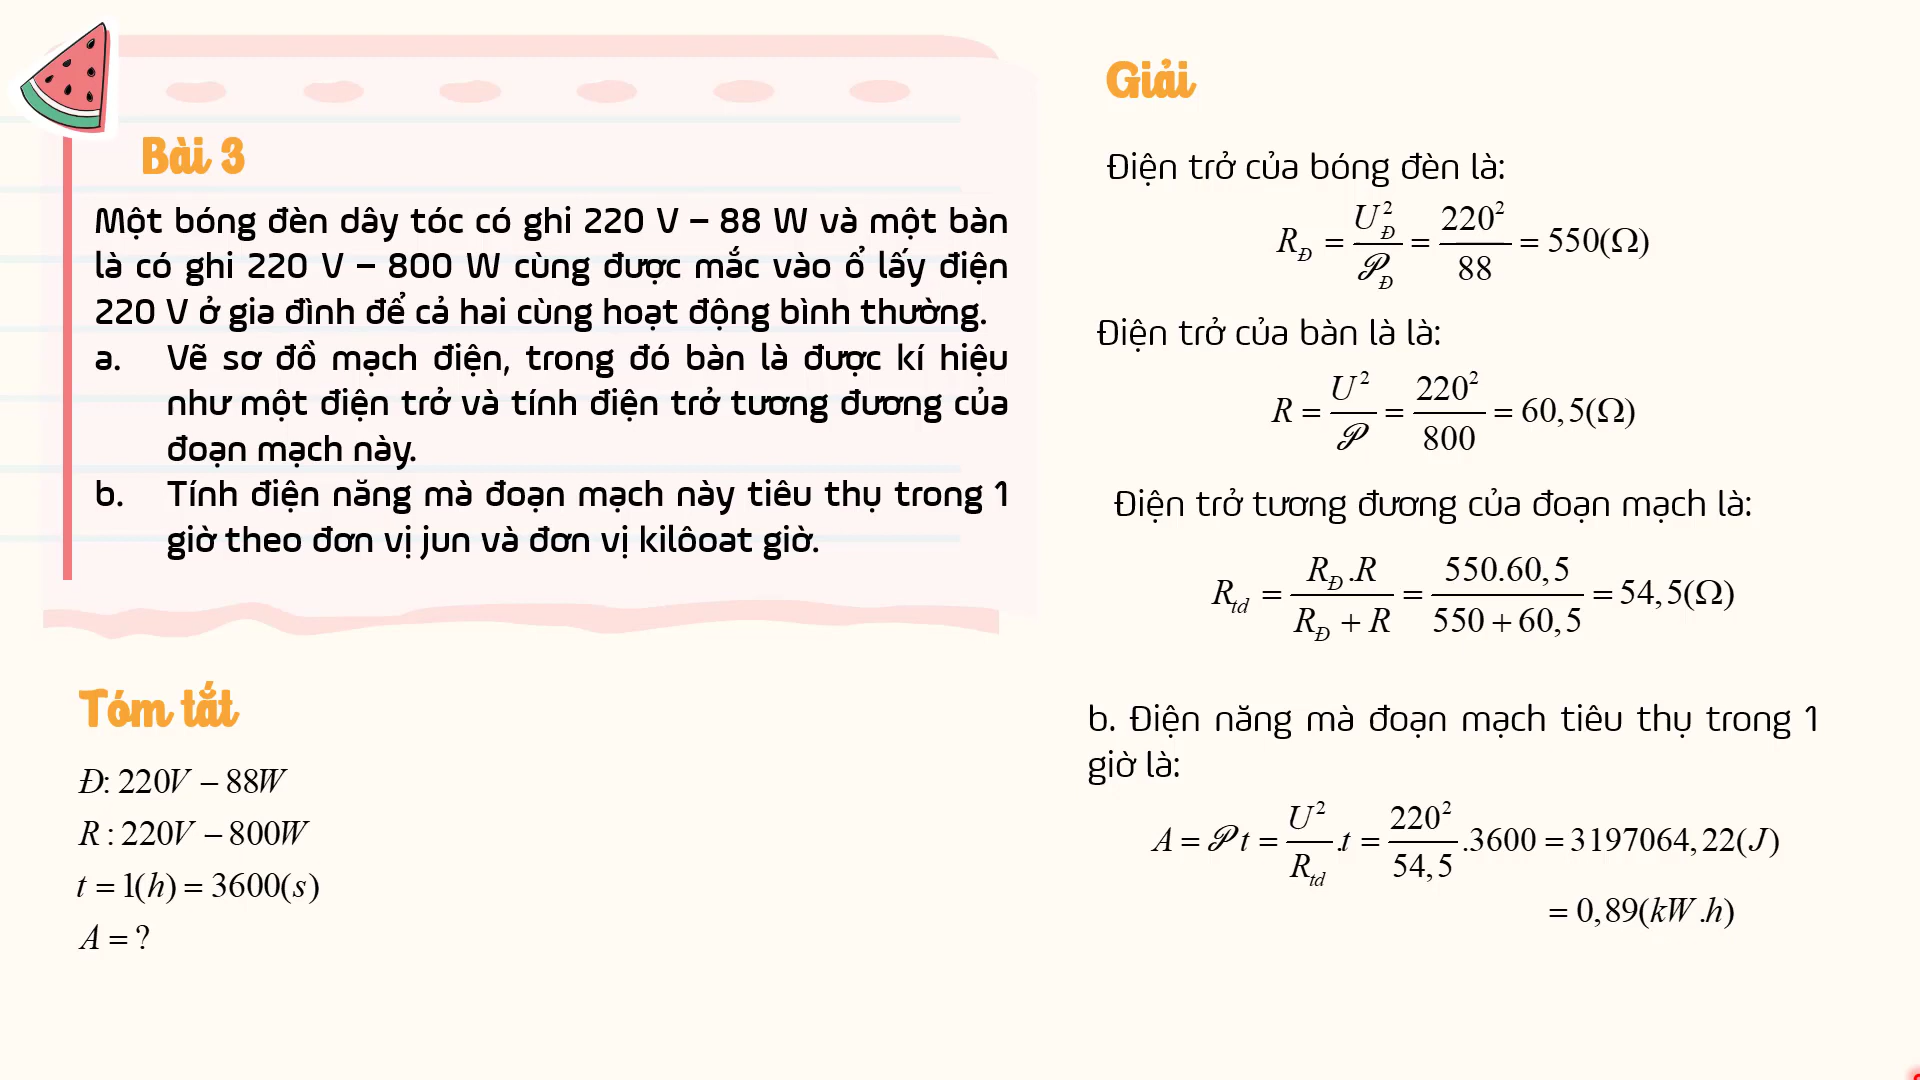 Bài 3
Một bóng đèn dây tóc có ghi 220 V – 88 W và một bàn
là có ghi 220 V – 800 W cùng được mắc vào ổ lấy điện
220 V ở gia đình để cả hai cùng hoạt động bình thường.
a. Vẽ sơ đồ mạch điện, trong đó bàn là được kí hiệu
như một điện trở và tính điện trở tương đương của
đoạn mạch này.
b. Tính điện năng mà đoạn mạch này tiêu thụ trong 1
giờ theo đơn vị jun và đơn vị kilôoat giờ.
Tóm tắt
Đ: 220V – 88W
R : 220V – 800W
t = 1(h) = 3600(s)
A = ?
Giải
Điện trở của bóng đèn là:
R_Đ = U_Đ²/𝒫_Đ = 220²/88 = 550(Ω)
Điện trở của bàn là là:
R = U²/𝒫 = 220²/800 = 60,5(Ω)
Điện trở tương đương của đoạn mạch là:
R_td = R_Đ.R/(R_Đ + R) = 550.60,5/(550 + 60,5) = 54,5(Ω)
b. Điện năng mà đoạn mạch tiêu thụ trong 1
giờ là:
A = 𝒫 t = U²/R_td .t = 220²/54,5 .3600 = 3197064,22(J)
= 0,89(kW.h)